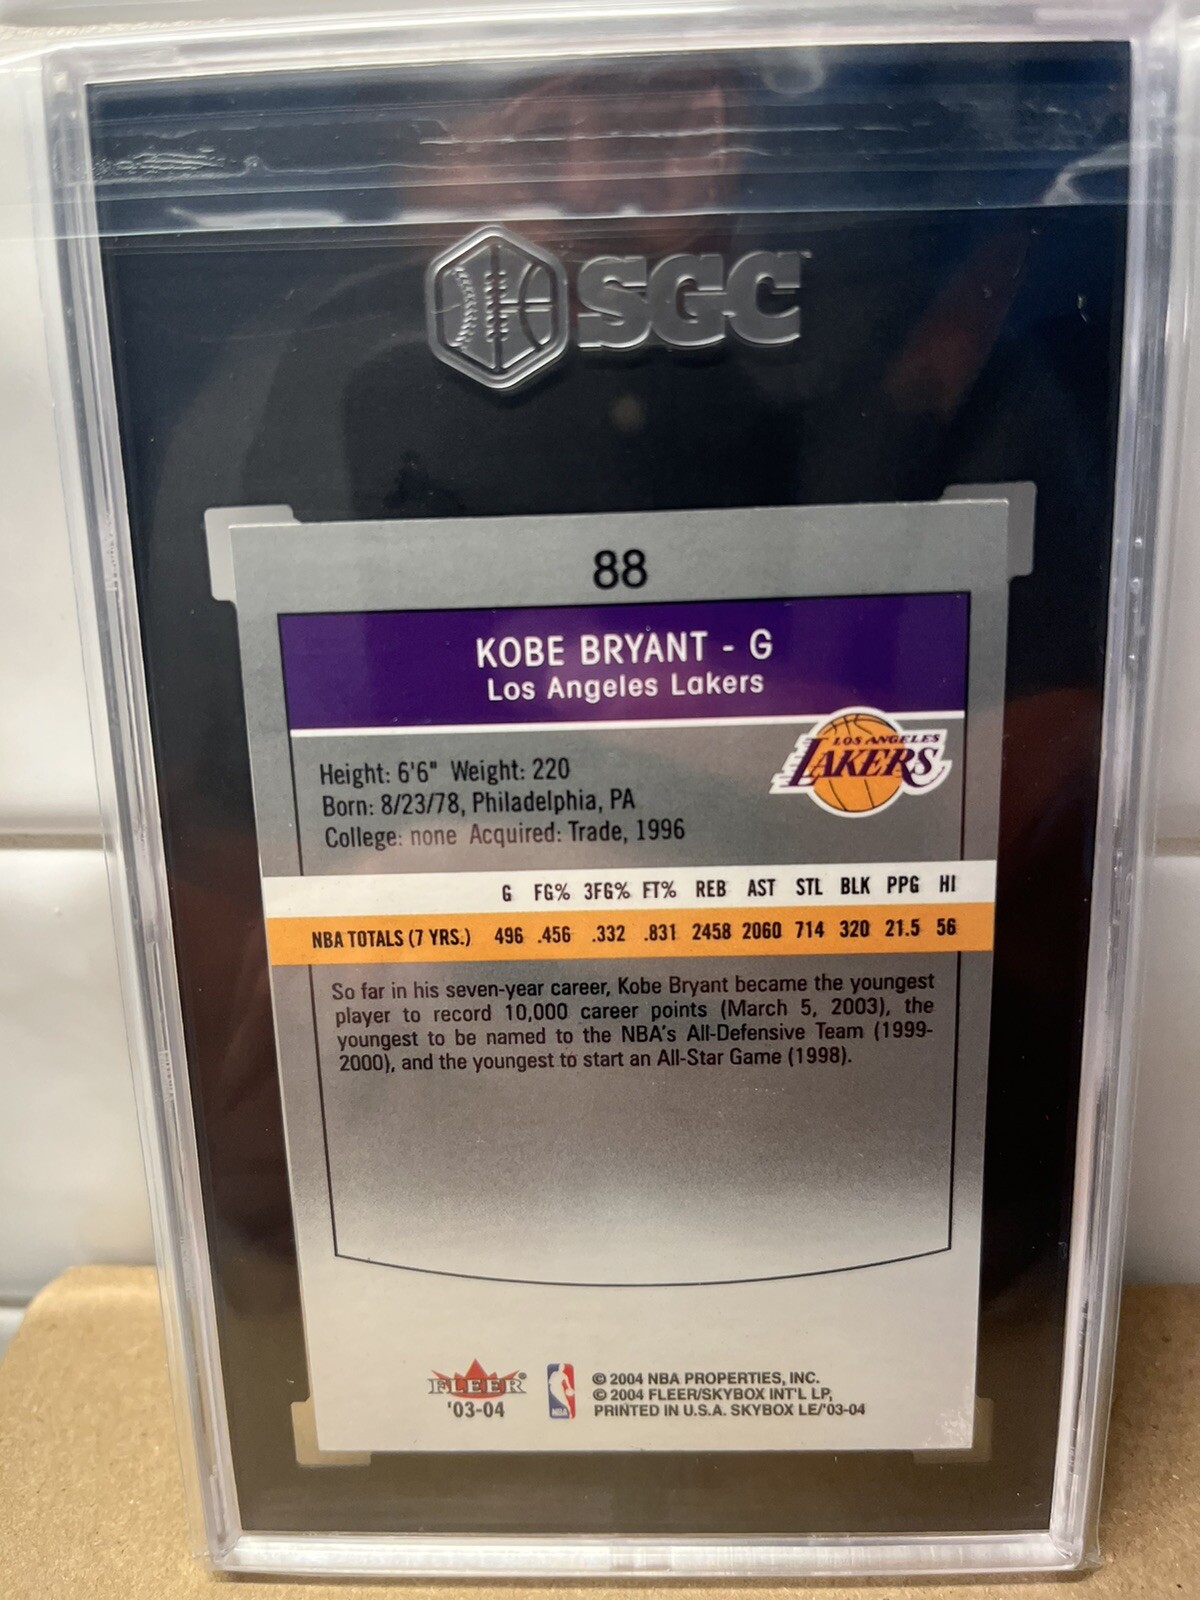 SGC
88
KOBE BRYANT - G
Los Angeles Lakers
LOS ANGELES
LAKERS
Height: 6'6" Weight: 220
Born: 8/23/78, Philadelphia, PA
College: none Acquired: Trade, 1996
G FG% 3FG% FT% REB AST STL BLK PPG HI
NBA TOTALS (7 YRS.) 496 .456 .332 .831 2458 2060 714 320 21.5 56
So far in his seven-year career, Kobe Bryant became the youngest
player to record 10,000 career points (March 5, 2003), the
youngest to be named to the NBA's All-Defensive Team (1999-
2000), and the youngest to start an All-Star Game (1998).
FLEER®
'03-04
NBA
© 2004 NBA PROPERTIES, INC.
© 2004 FLEER/SKYBOX INT'L LP,
PRINTED IN U.S.A. SKYBOX LE/'03-04